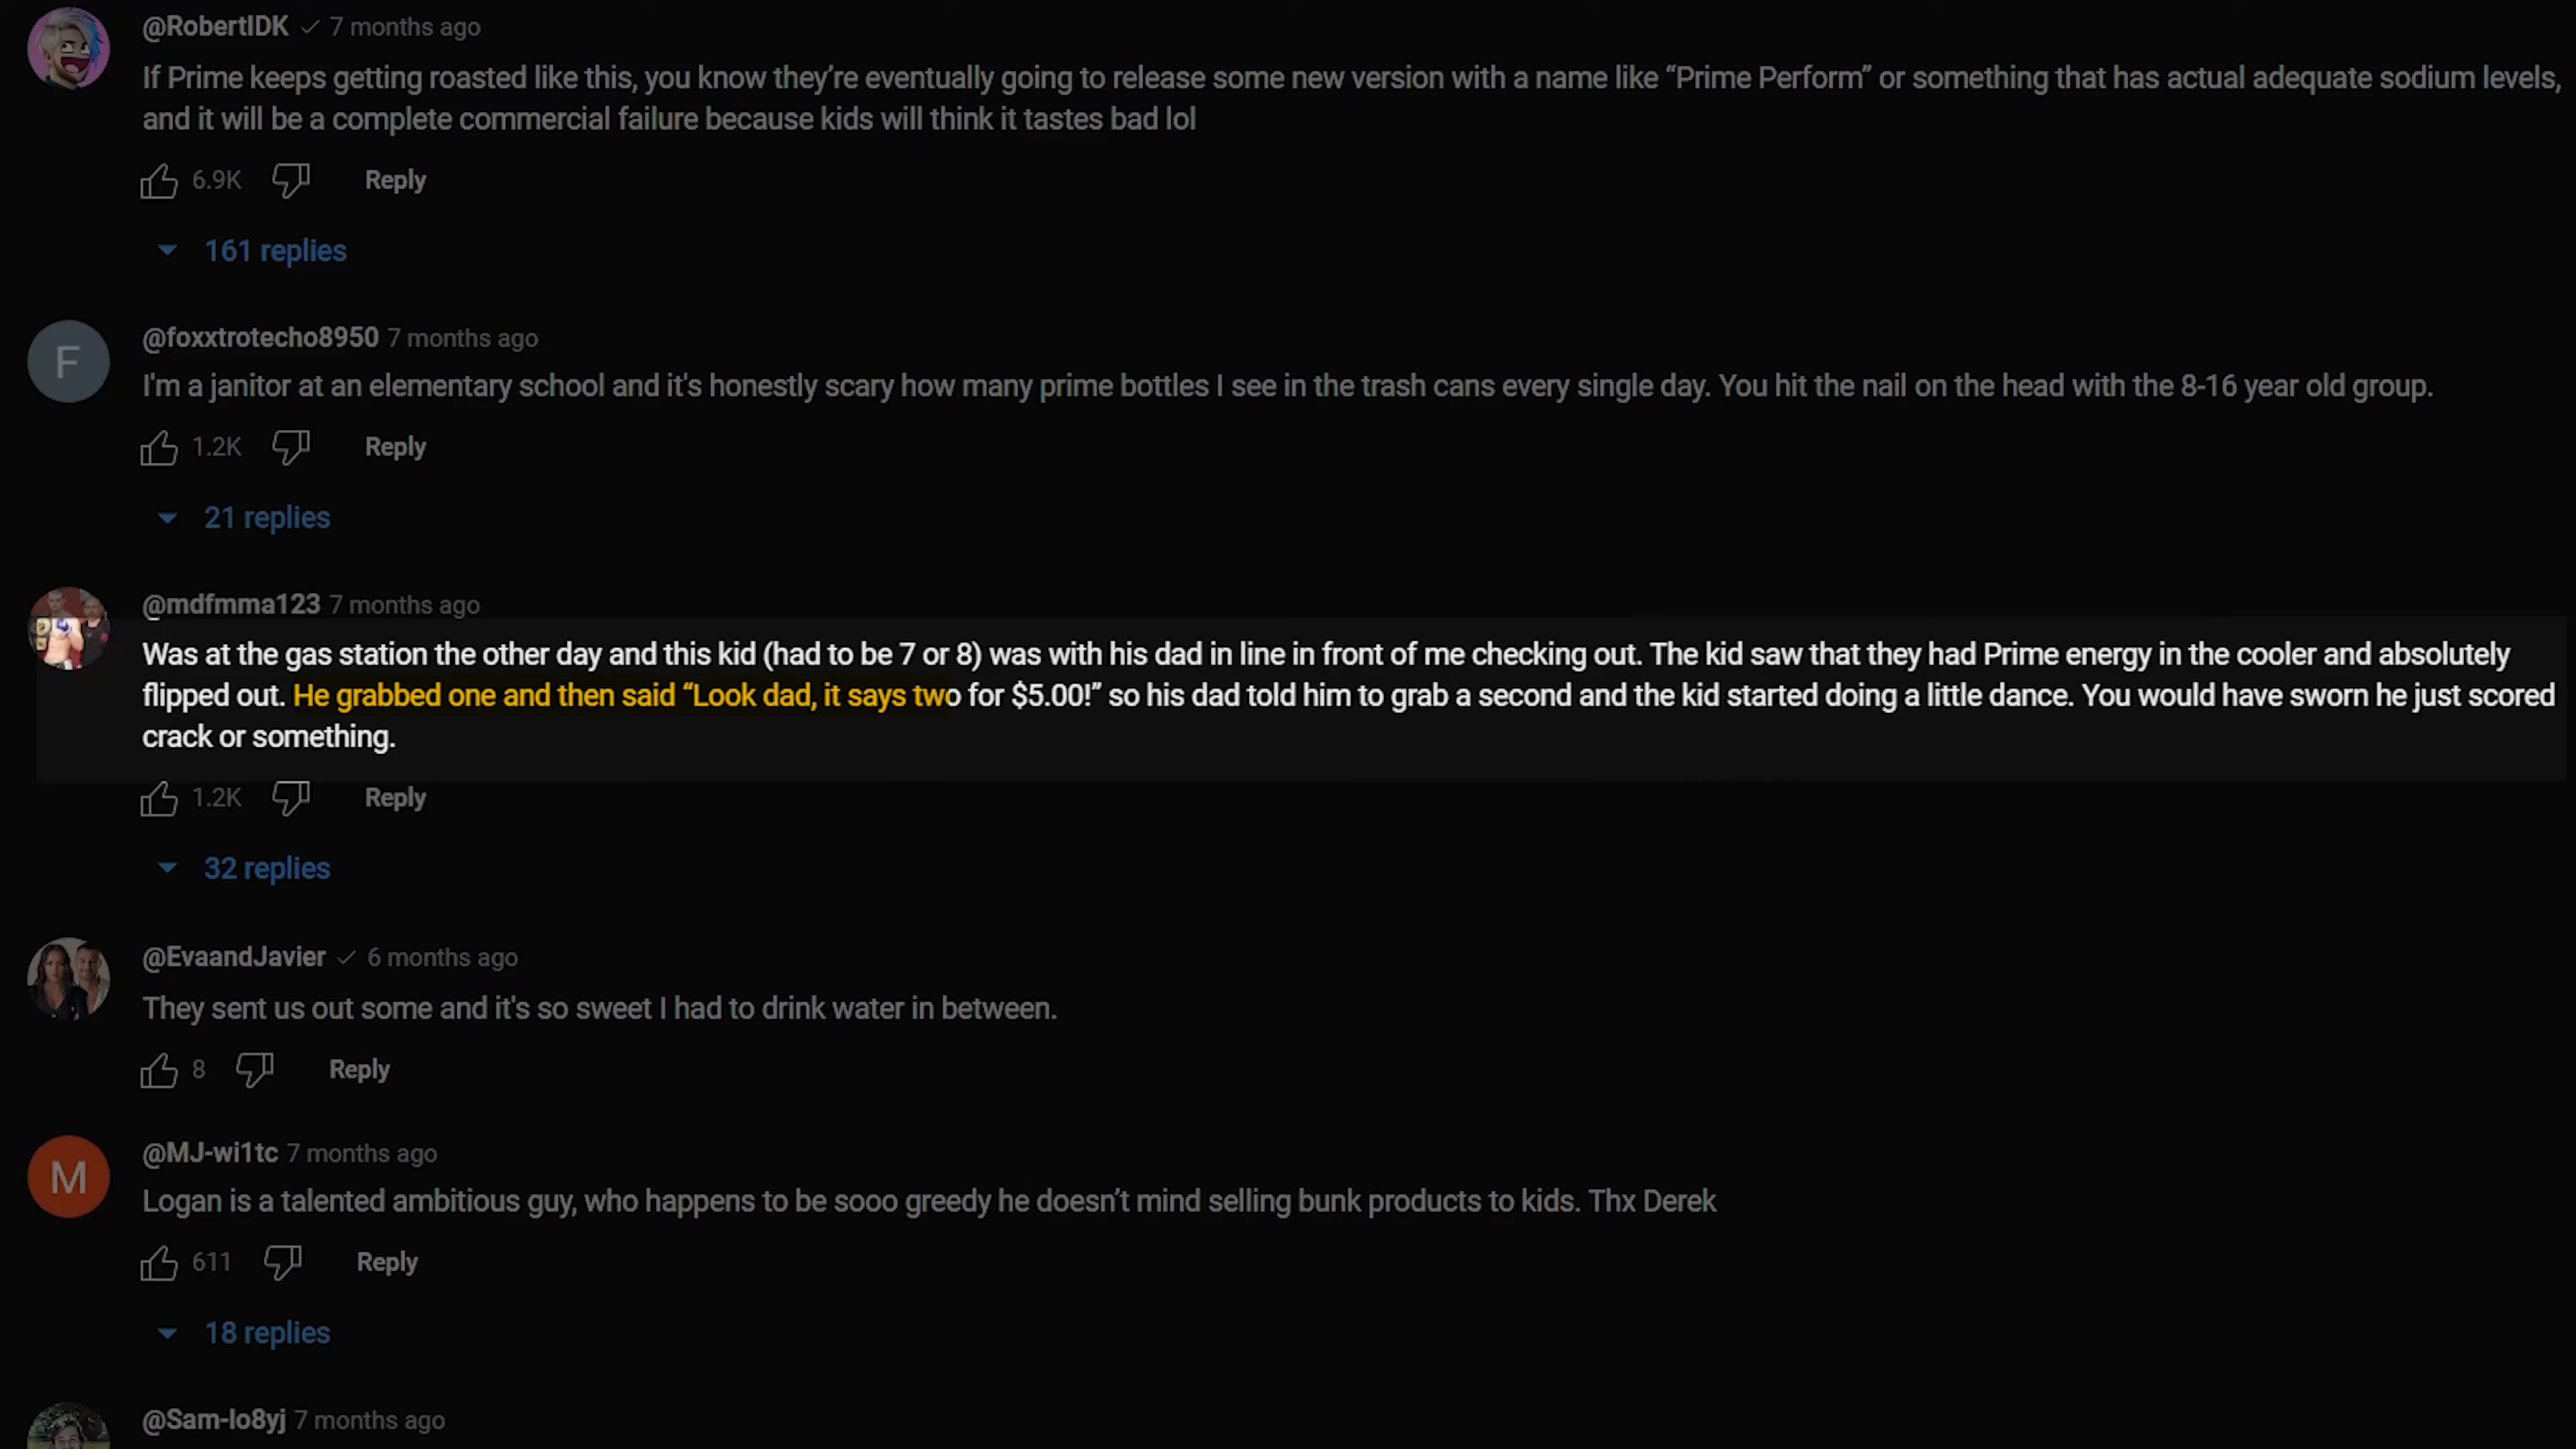 @RobertIDK 7 months ago
If Prime keeps getting roasted like this, you know they’re eventually going to release some new version with a name like “Prime Perform” or something that has actual adequate sodium levels,
and it will be a complete commercial failure because kids will think it tastes bad lol
6.9K Reply
161 replies
F
@foxxtrotecho8950 7 months ago
I'm a janitor at an elementary school and it's honestly scary how many prime bottles I see in the trash cans every single day. You hit the nail on the head with the 8-16 year old group.
1.2K Reply
21 replies
@mdfmma123 7 months ago
Was at the gas station the other day and this kid (had to be 7 or 8) was with his dad in line in front of me checking out. The kid saw that they had Prime energy in the cooler and absolutely
flipped out. He grabbed one and then said “Look dad, it says two for $5.00!” so his dad told him to grab a second and the kid started doing a little dance. You would have sworn he just scored
crack or something.
1.2K Reply
32 replies
@EvaandJavier 6 months ago
They sent us out some and it's so sweet I had to drink water in between.
8 Reply
M
@MJ-wi1tc 7 months ago
Logan is a talented ambitious guy, who happens to be sooo greedy he doesn’t mind selling bunk products to kids. Thx Derek
611 Reply
18 replies
@Sam-lo8yj 7 months ago